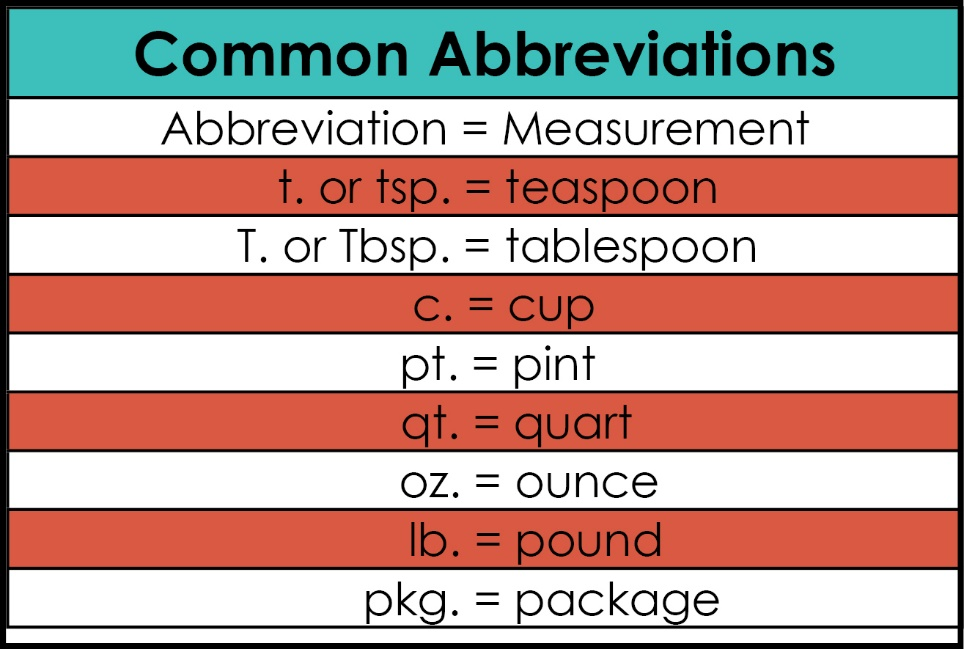 Common Abbreviations
Abbreviation = Measurement
t. or tsp. = teaspoon
T. or Tbsp. = tablespoon
c. = cup
pt. = pint
qt. = quart
oz. = ounce
lb. = pound
pkg. = package